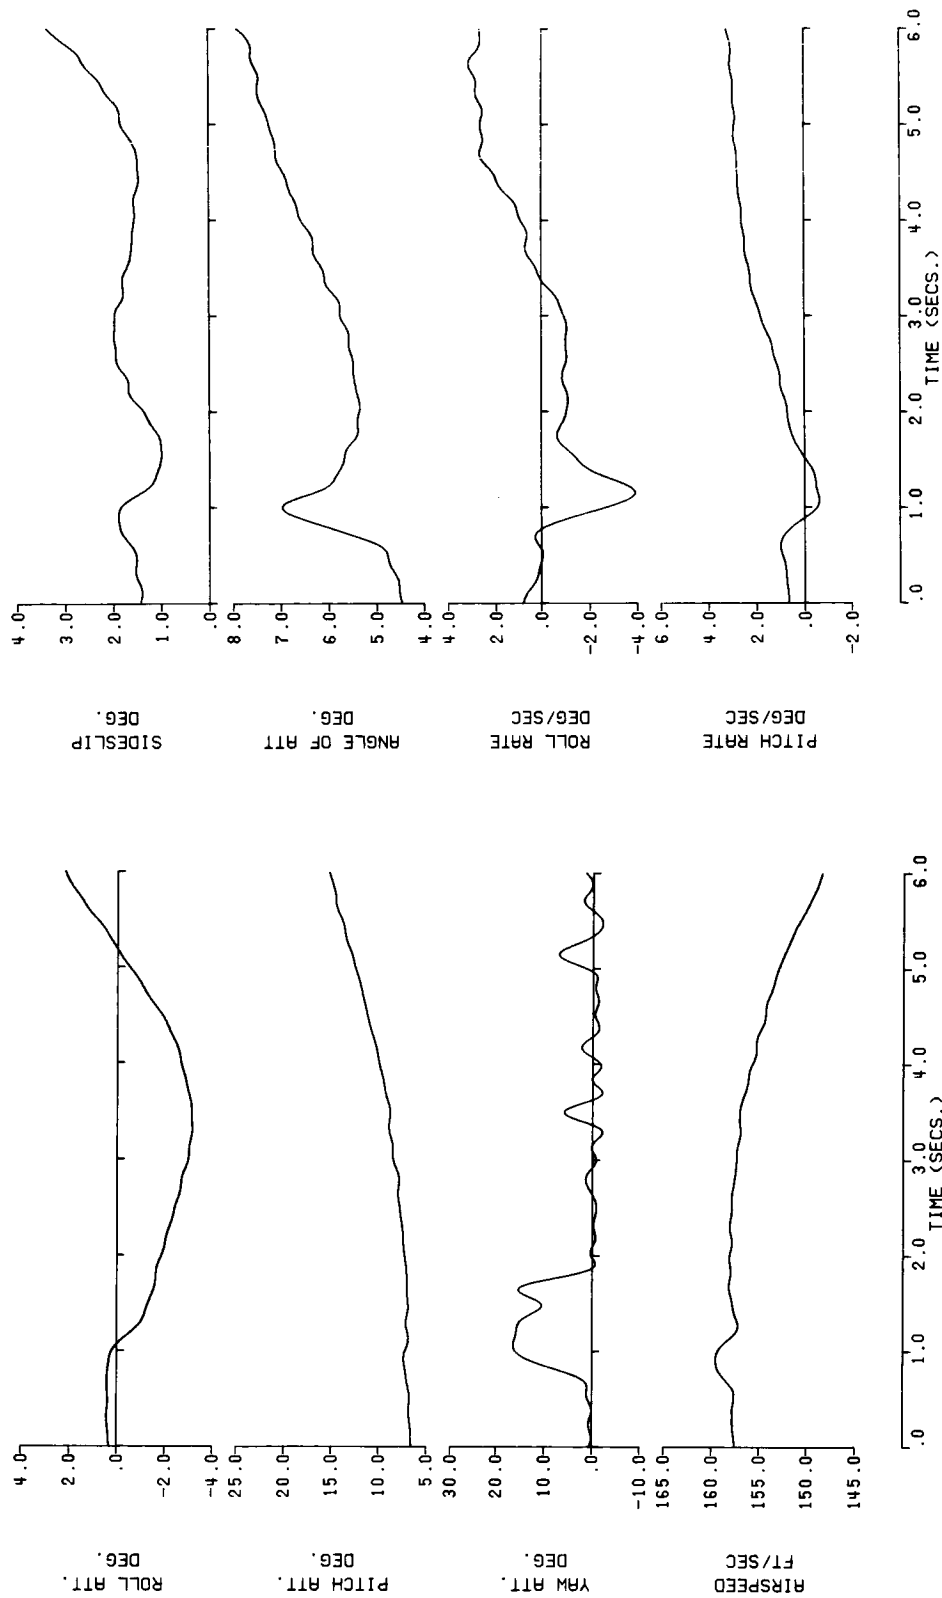 SIDESLIP
DEG.
4.0
3.0
2.0
1.0
.0
ANGLE OF ATT
DEG.
8.0
7.0
6.0
5.0
4.0
ROLL RATE
DEG/SEC
4.0
2.0
.0
-2.0
-4.0
PITCH RATE
DEG/SEC
6.0
4.0
2.0
.0
-2.0
.0 1.0 2.0 3.0 4.0 5.0 6.0
TIME (SECS.)
ROLL ATT.
DEG.
4.0
2.0
.0
-2.0
-4.0
PITCH ATT.
DEG.
25.0
20.0
15.0
10.0
5.0
YAW ATT.
DEG.
30.0
20.0
10.0
.0
-10.0
AIRSPEED
FT/SEC
165.0
160.0
155.0
150.0
145.0
.0 1.0 2.0 3.0 4.0 5.0 6.0
TIME (SECS.)